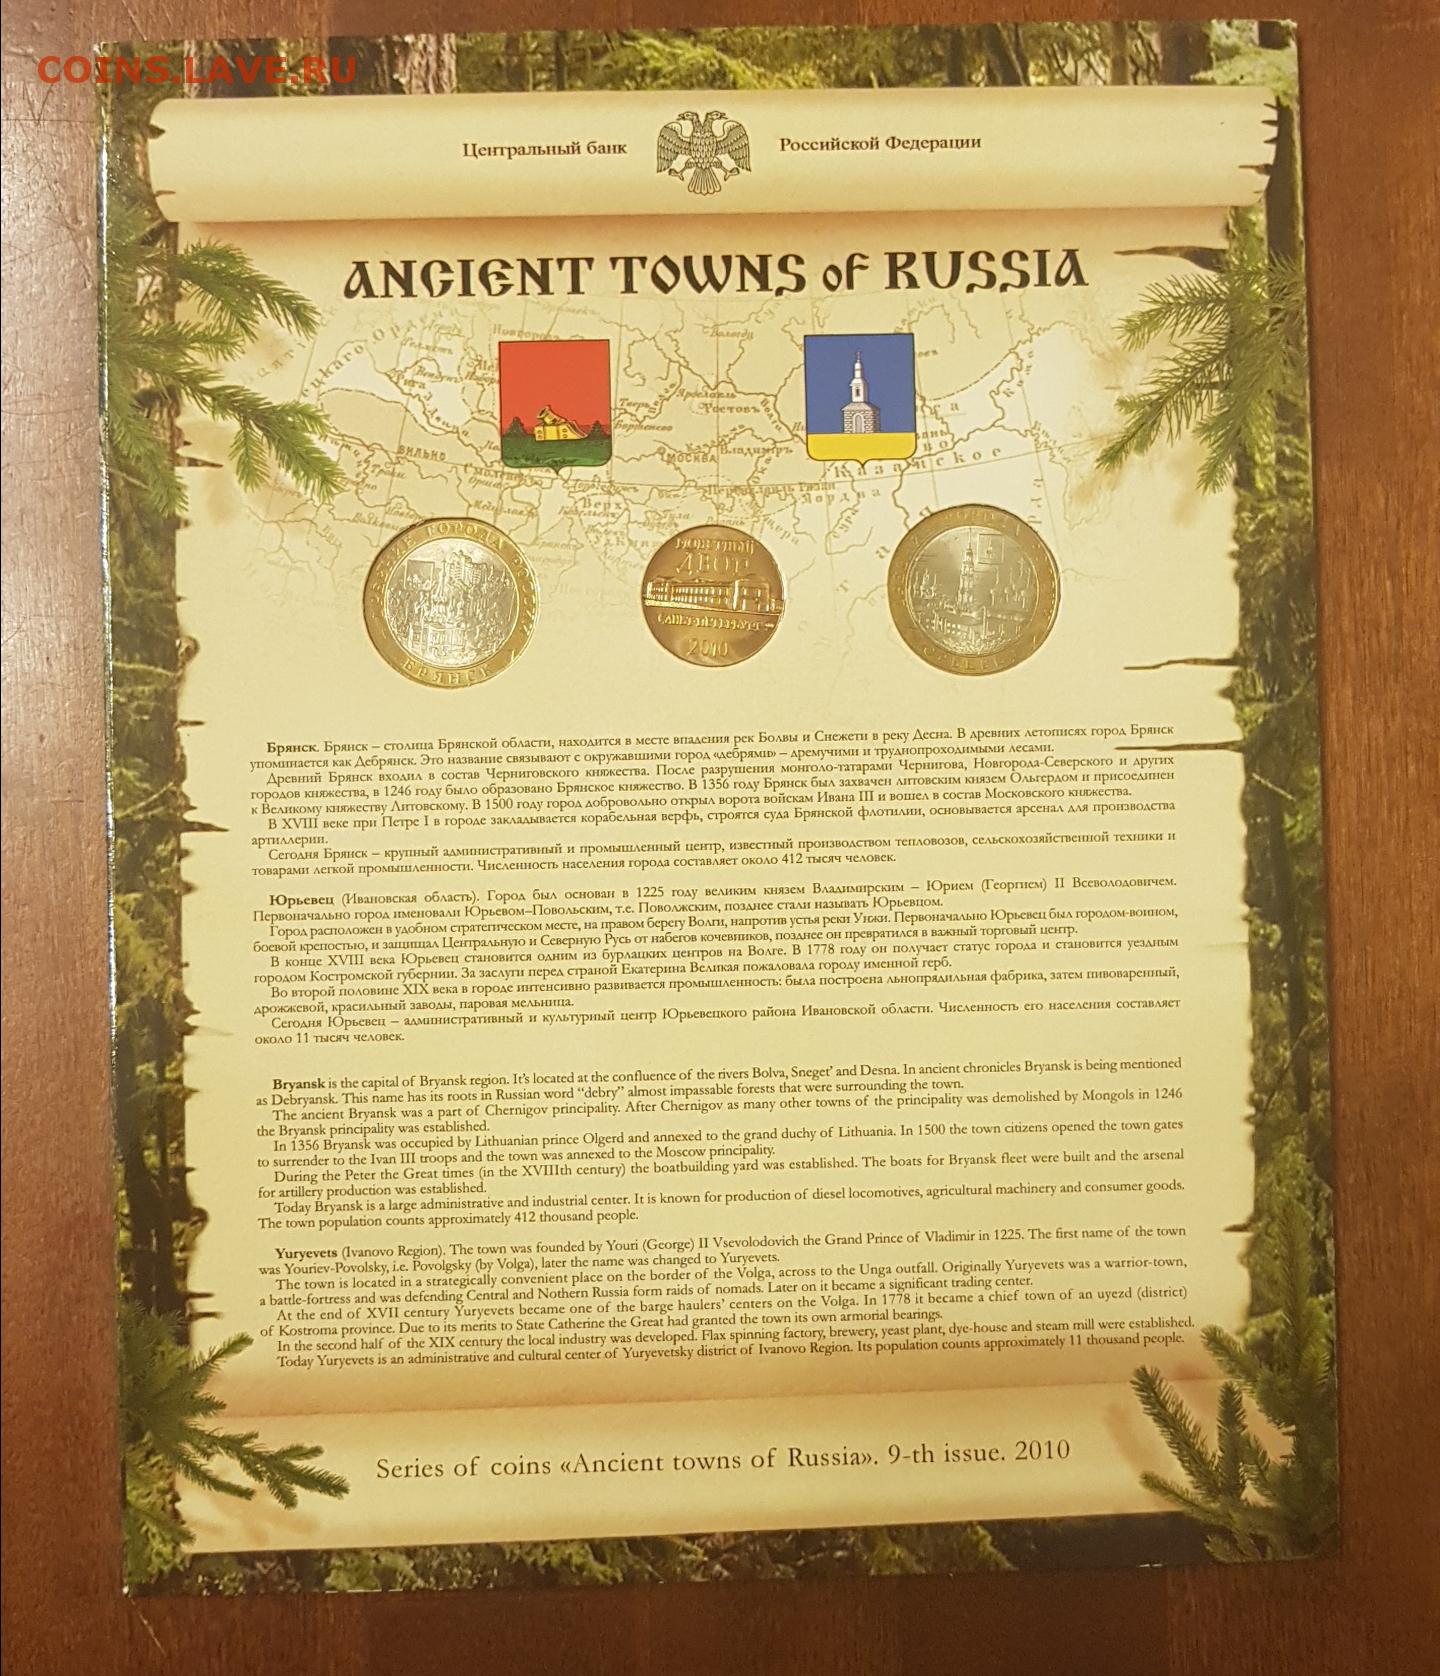 COINS.LAVE.RU
Центральный банк Российской Федерации
ANCIENT TOWNS of RUSSIA
МОНЕТНЫЙ
ДВОР
САНКТ-ПЕТЕРБУРГ
2010
БРЯНСК
Брянск. Брянск – столица Брянской области, находится в месте впадения рек Болвы и Снежети в реку Десна. В древних летописях город Брянск
упоминается как Дебрянск. Это название связывают с окружавшими город «дебрями» – дремучими и труднопроходимыми лесами.
Древний Брянск входил в состав Черниговского княжества. После разрушения монголо-татарами Чернигова, Новгорода-Северского и других
городов княжества, в 1246 году было образовано Брянское княжество. В 1356 году Брянск был захвачен литовским князем Ольгердом и присоединен
к Великому княжеству Литовскому. В 1500 году город добровольно открыл ворота войскам Ивана III и вошел в состав Московского княжества.
В XVIII веке при Петре I в городе закладывается корабельная верфь, строятся суда Брянской флотилии, основывается арсенал для производства
артиллерии.
Сегодня Брянск – крупный административный и промышленный центр, известный производством тепловозов, сельскохозяйственной техники и
товарами легкой промышленности. Численность населения города составляет около 412 тысяч человек.
Юрьевец (Ивановская область). Город был основан в 1225 году великим князем Владимирским – Юрием (Георгием) II Всеволодовичем.
Первоначально город именовали Юрьевом–Повольским, т.е. Поволжским, позднее стали называть Юрьевцом.
Город расположен в удобном стратегическом месте, на правом берегу Волги, напротив устья реки Унжи. Первоначально Юрьевец был городом-воином,
боевой крепостью, и защищал Центральную и Северную Русь от набегов кочевников, позднее он превратился в важный торговый центр.
В конце XVIII века Юрьевец становится одним из бурлацких центров на Волге. В 1778 году он получает статус города и становится уездным
городом Костромской губернии. За заслуги перед страной Екатерина Великая пожаловала городу именной герб.
Во второй половине XIX века в городе интенсивно развивается промышленность: была построена льнопрядильная фабрика, затем пивоваренный,
дрожжевой, красильный заводы, паровая мельница.
Сегодня Юрьевец – административный и культурный центр Юрьевецкого района Ивановской области. Численность его населения составляет
около 11 тысяч человек.
Bryansk is the capital of Bryansk region. It's located at the confluence of the rivers Bolva, Sneget' and Desna. In ancient chronicles Bryansk is being mentioned
as Debryansk. This name has its roots in Russian word “debry” almost impassable forests that were surrounding the town.
The ancient Bryansk was a part of Chernigov principality. After Chernigov as many other towns of the principality was demolished by Mongols in 1246
the Bryansk principality was established.
In 1356 Bryansk was occupied by Lithuanian prince Olgerd and annexed to the grand duchy of Lithuania. In 1500 the town citizens opened the town gates
to surrender to the Ivan III troops and the town was annexed to the Moscow principality.
During the Peter the Great times (in the XVIIIth century) the boatbuilding yard was established. The boats for Bryansk fleet were built and the arsenal
for artillery production was established.
Today Bryansk is a large administrative and industrial center. It is known for production of diesel locomotives, agricultural machinery and consumer goods.
The town population counts approximately 412 thousand people.
Yuryevets (Ivanovo Region). The town was founded by Youri (George) II Vsevolodovich the Grand Prince of Vladimir in 1225. The first name of the town
was Youriev-Povolsky, i.e. Povolgsky (by Volga), later the name was changed to Yuryevets.
The town is located in a strategically convenient place on the border of the Volga, across to the Unga outfall. Originally Yuryevets was a warrior-town,
a battle-fortress and was defending Central and Nothern Russia form raids of nomads. Later on it became a significant trading center.
At the end of XVII century Yuryevets became one of the barge haulers' centers on the Volga. In 1778 it became a chief town of an uyezd (district)
of Kostroma province. Due to its merits to State Catherine the Great had granted the town its own armorial bearings.
In the second half of the XIX century the local industry was developed. Flax spinning factory, brewery, yeast plant, dye-house and steam mill were established.
Today Yuryevets is an administrative and cultural center of Yuryevetsky district of Ivanovo Region. Its population counts approximately 11 thousand people.
Series of coins «Ancient towns of Russia». 9-th issue. 2010